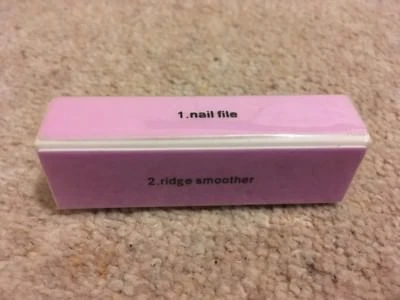 1.nail file
2.ridge smoother